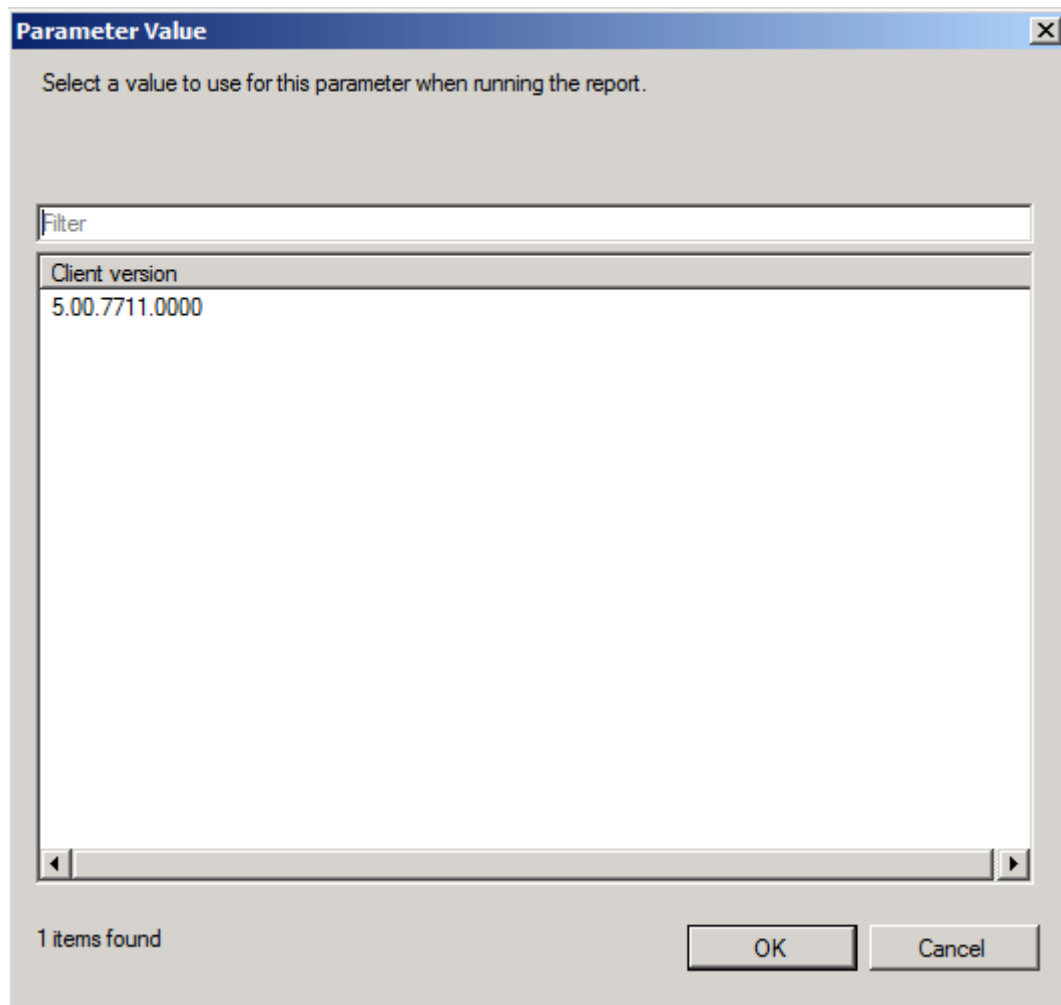 Parameter Value
Select a value to use for this parameter when running the report.
Filter
Client version
5.00.7711.0000
1 items found
OK
Cancel